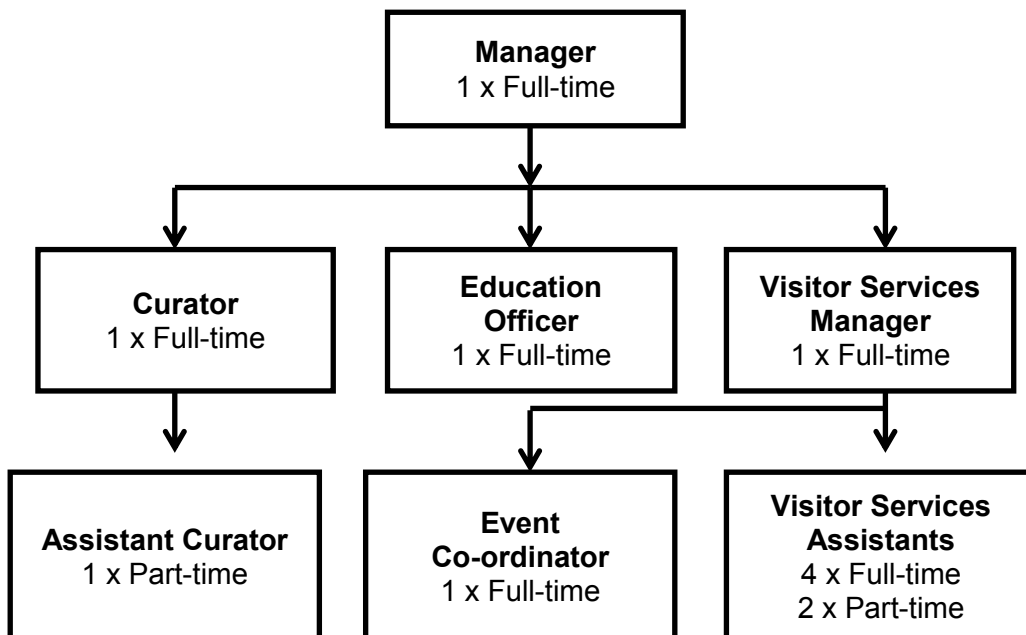 Manager
1 x Full-time
Curator
1 x Full-time
Education
Officer
1 x Full-time
Visitor Services
Manager
1 x Full-time
Assistant Curator
1 x Part-time
Event
Co-ordinator
1 x Full-time
Visitor Services
Assistants
4 x Full-time
2 x Part-time